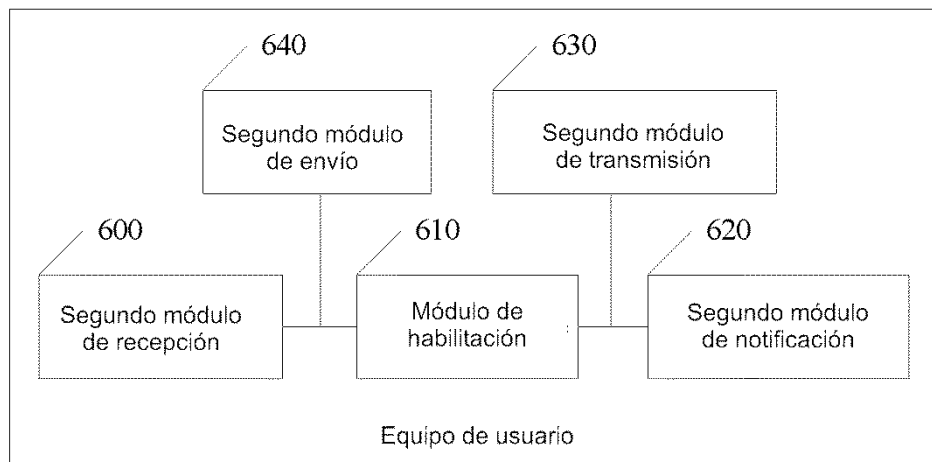 640
630
Segundo módulo
de envío
Segundo módulo
de transmisión
600
610
620
Segundo módulo
de recepción
Módulo de
habilitación
Segundo módulo
de notificación
Equipo de usuario